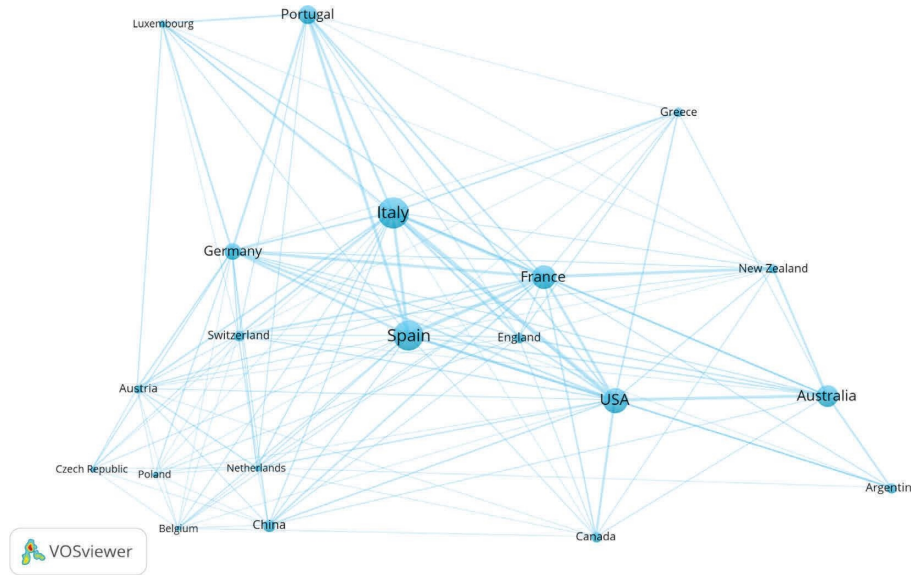 Portugal
Luxembourg
Greece
Italy
Germany
New Zealand
France
Switzerland
Spain
England
Austria
USA
Australia
Czech Republic
Poland
Netherlands
Argentin
Belgium
China
Canada
VOSviewer